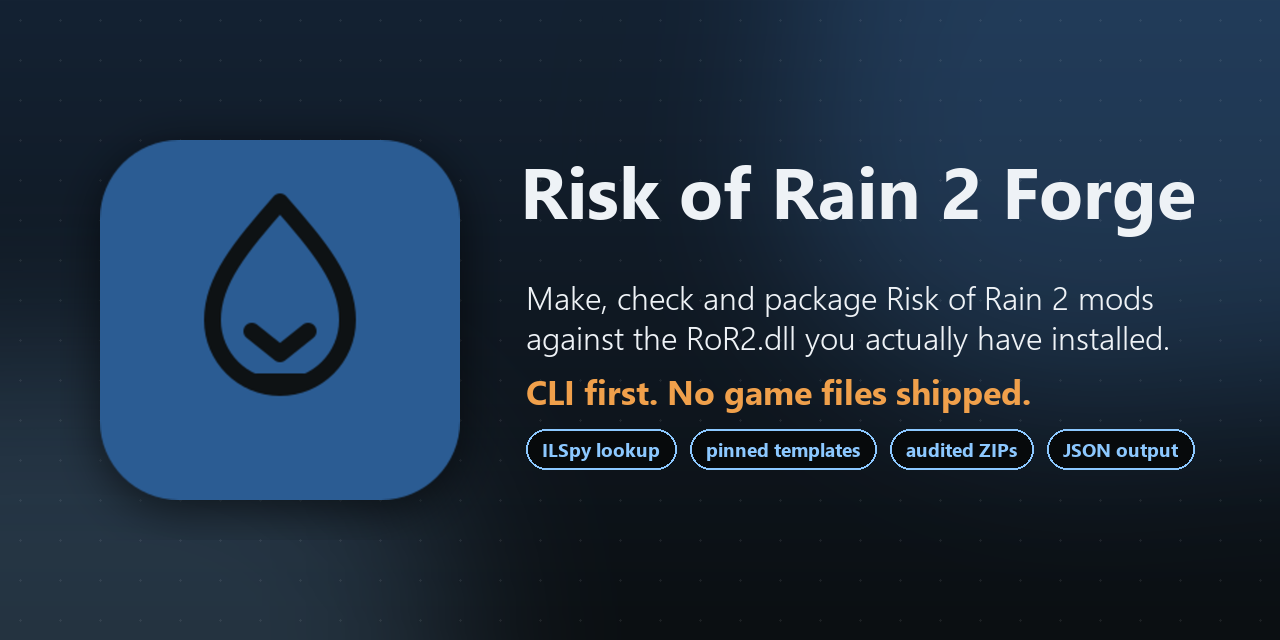 Risk of Rain 2 Forge
Make, check and package Risk of Rain 2 mods
against the RoR2.dll you actually have installed.
CLI first. No game files shipped.
ILSpy lookup
pinned templates
audited ZIPs
JSON output